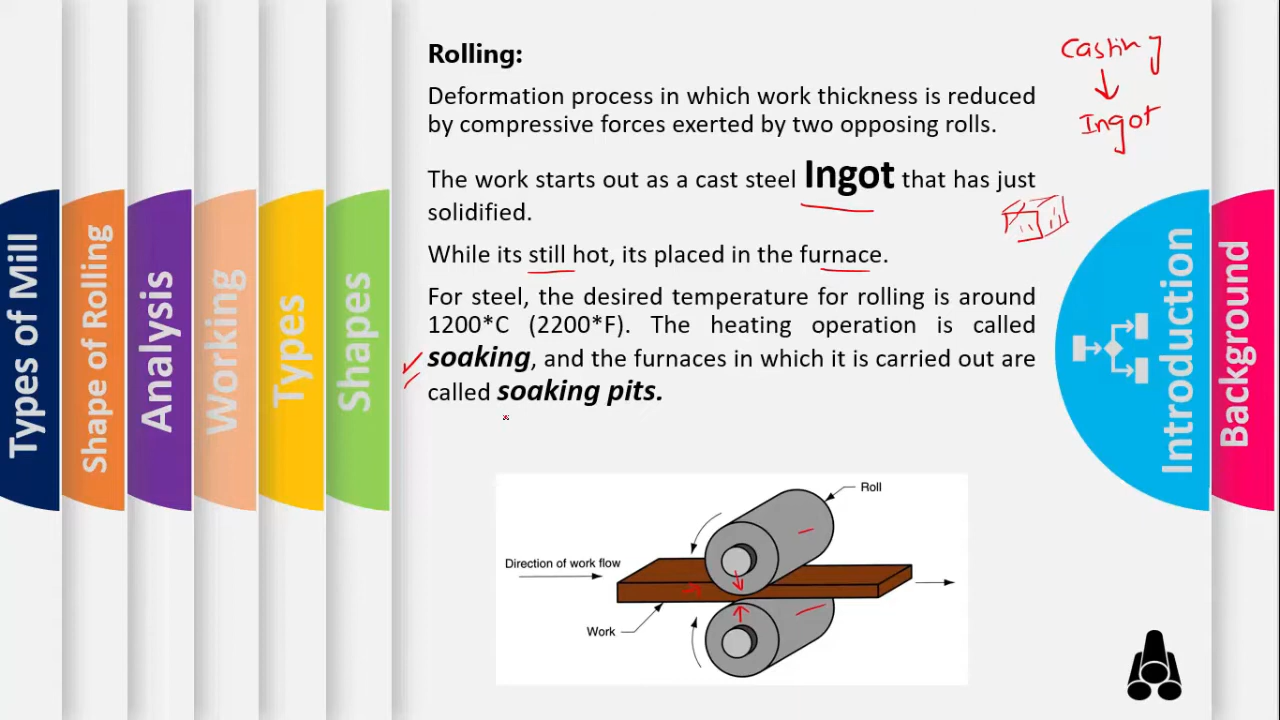 Rolling:
Deformation process in which work thickness is reduced
by compressive forces exerted by two opposing rolls.
The work starts out as a cast steel Ingot that has just
solidified.
While its still hot, its placed in the furnace.
For steel, the desired temperature for rolling is around
1200*C (2200*F). The heating operation is called
soaking, and the furnaces in which it is carried out are
called soaking pits.
Casting
Ingot
Roll
Direction of work flow
Work
Types of Mill
Shape of Rolling
Analysis
Working
Types
Shapes
Introduction
Background